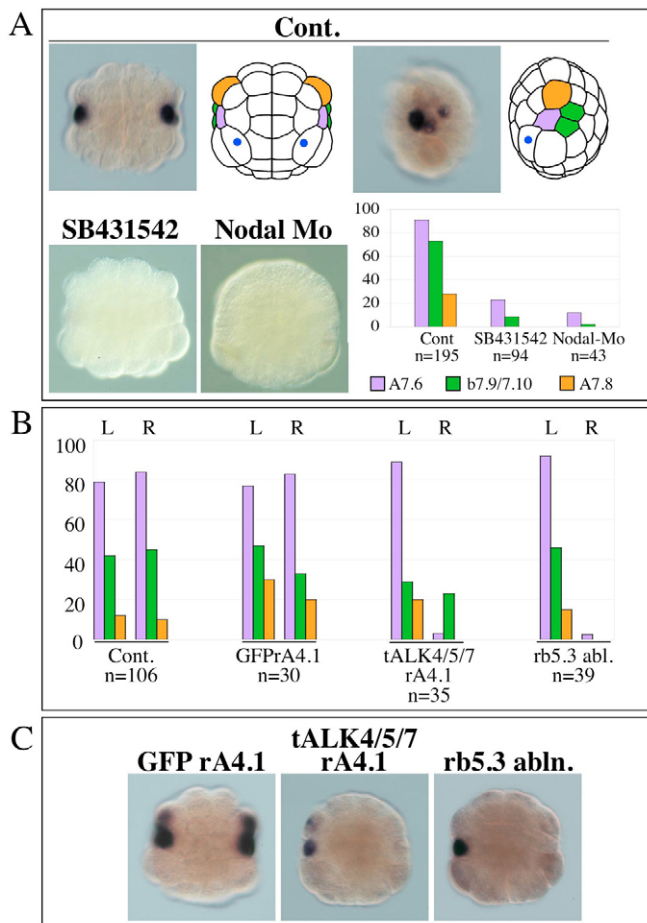 A
Cont.
SB431542
Nodal Mo
100
80
60
40
20
0
Cont
n=195
SB431542
n=94
Nodal-Mo
n=43
A7.6
b7.9/7.10
A7.8
B
L R L R L R L R
100
80
60
40
20
0
Cont.
n=106
GFPrA4.1
n=30
tALK4/5/7
rA4.1
n=35
rb5.3 abl.
n=39
C
GFP rA4.1
tALK4/5/7
rA4.1
rb5.3 abln.